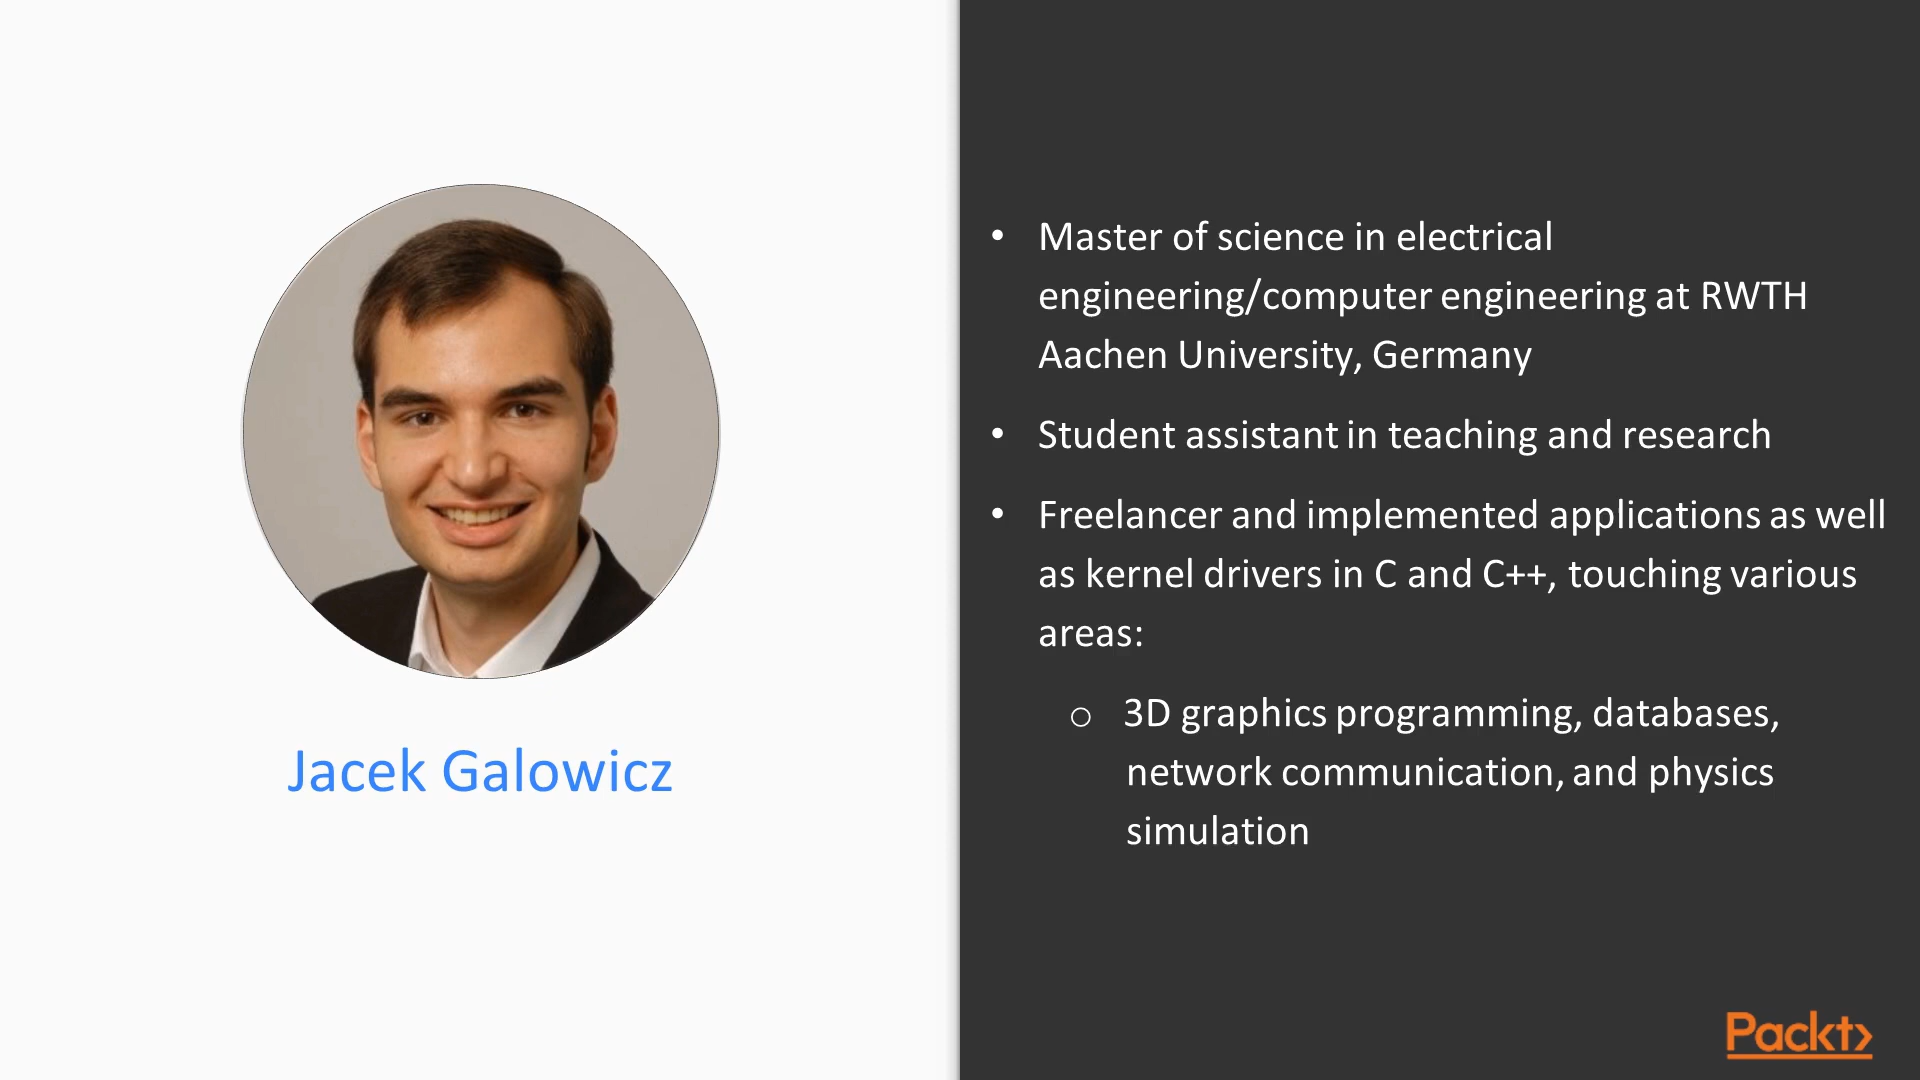 Jacek Galowicz
• Master of science in electrical
engineering/computer engineering at RWTH
Aachen University, Germany
• Student assistant in teaching and research
• Freelancer and implemented applications as well
as kernel drivers in C and C++, touching various
areas:
○ 3D graphics programming, databases,
network communication, and physics
simulation
Packt>